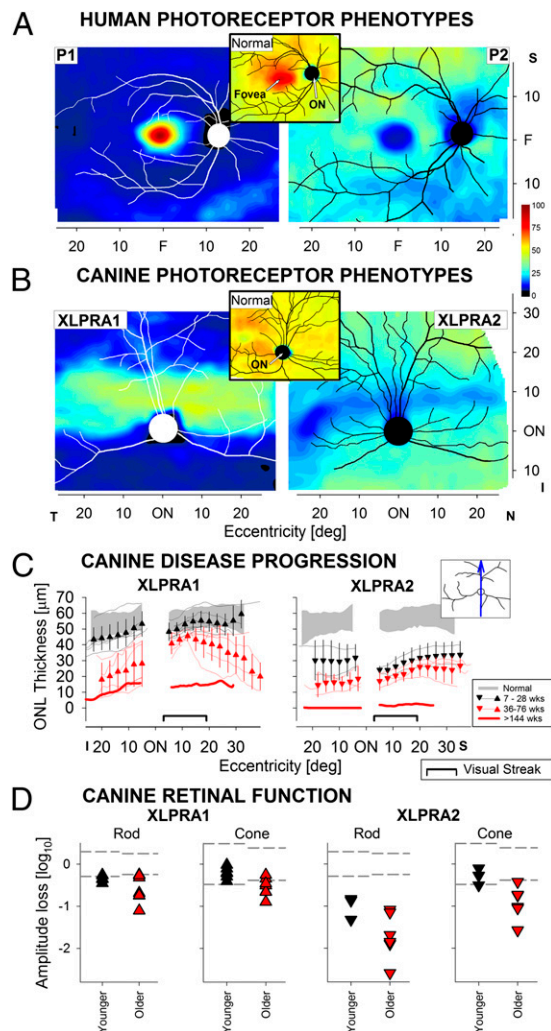 A HUMAN PHOTORECEPTOR PHENOTYPES
P1
Normal
Fovea
ON
P2
S
I
10
F
10
20 10 F 10 20
20 10 F 10 20
100
75
50
25
0
B CANINE PHOTORECEPTOR PHENOTYPES
XLPRA1
Normal
ON
XLPRA2
30
20
10
ON
10
I
T 20 10 ON 10 20
20 10 ON 10 20 N
Eccentricity [deg]
C CANINE DISEASE PROGRESSION
XLPRA1 XLPRA2
ONL Thickness [µm]
70
60
50
40
30
20
10
0
I 20 10 ON 10 20 30
20 10 ON 10 20 30 S
Eccentricity [deg]
Normal
7 - 28 wks
36-76 wks
>144 wks
Visual Streak
D CANINE RETINAL FUNCTION
XLPRA1 XLPRA2
Rod Cone Rod Cone
Amplitude loss [log10]
-0
-1
-2
Younger Older Younger Older Younger Older Younger Older